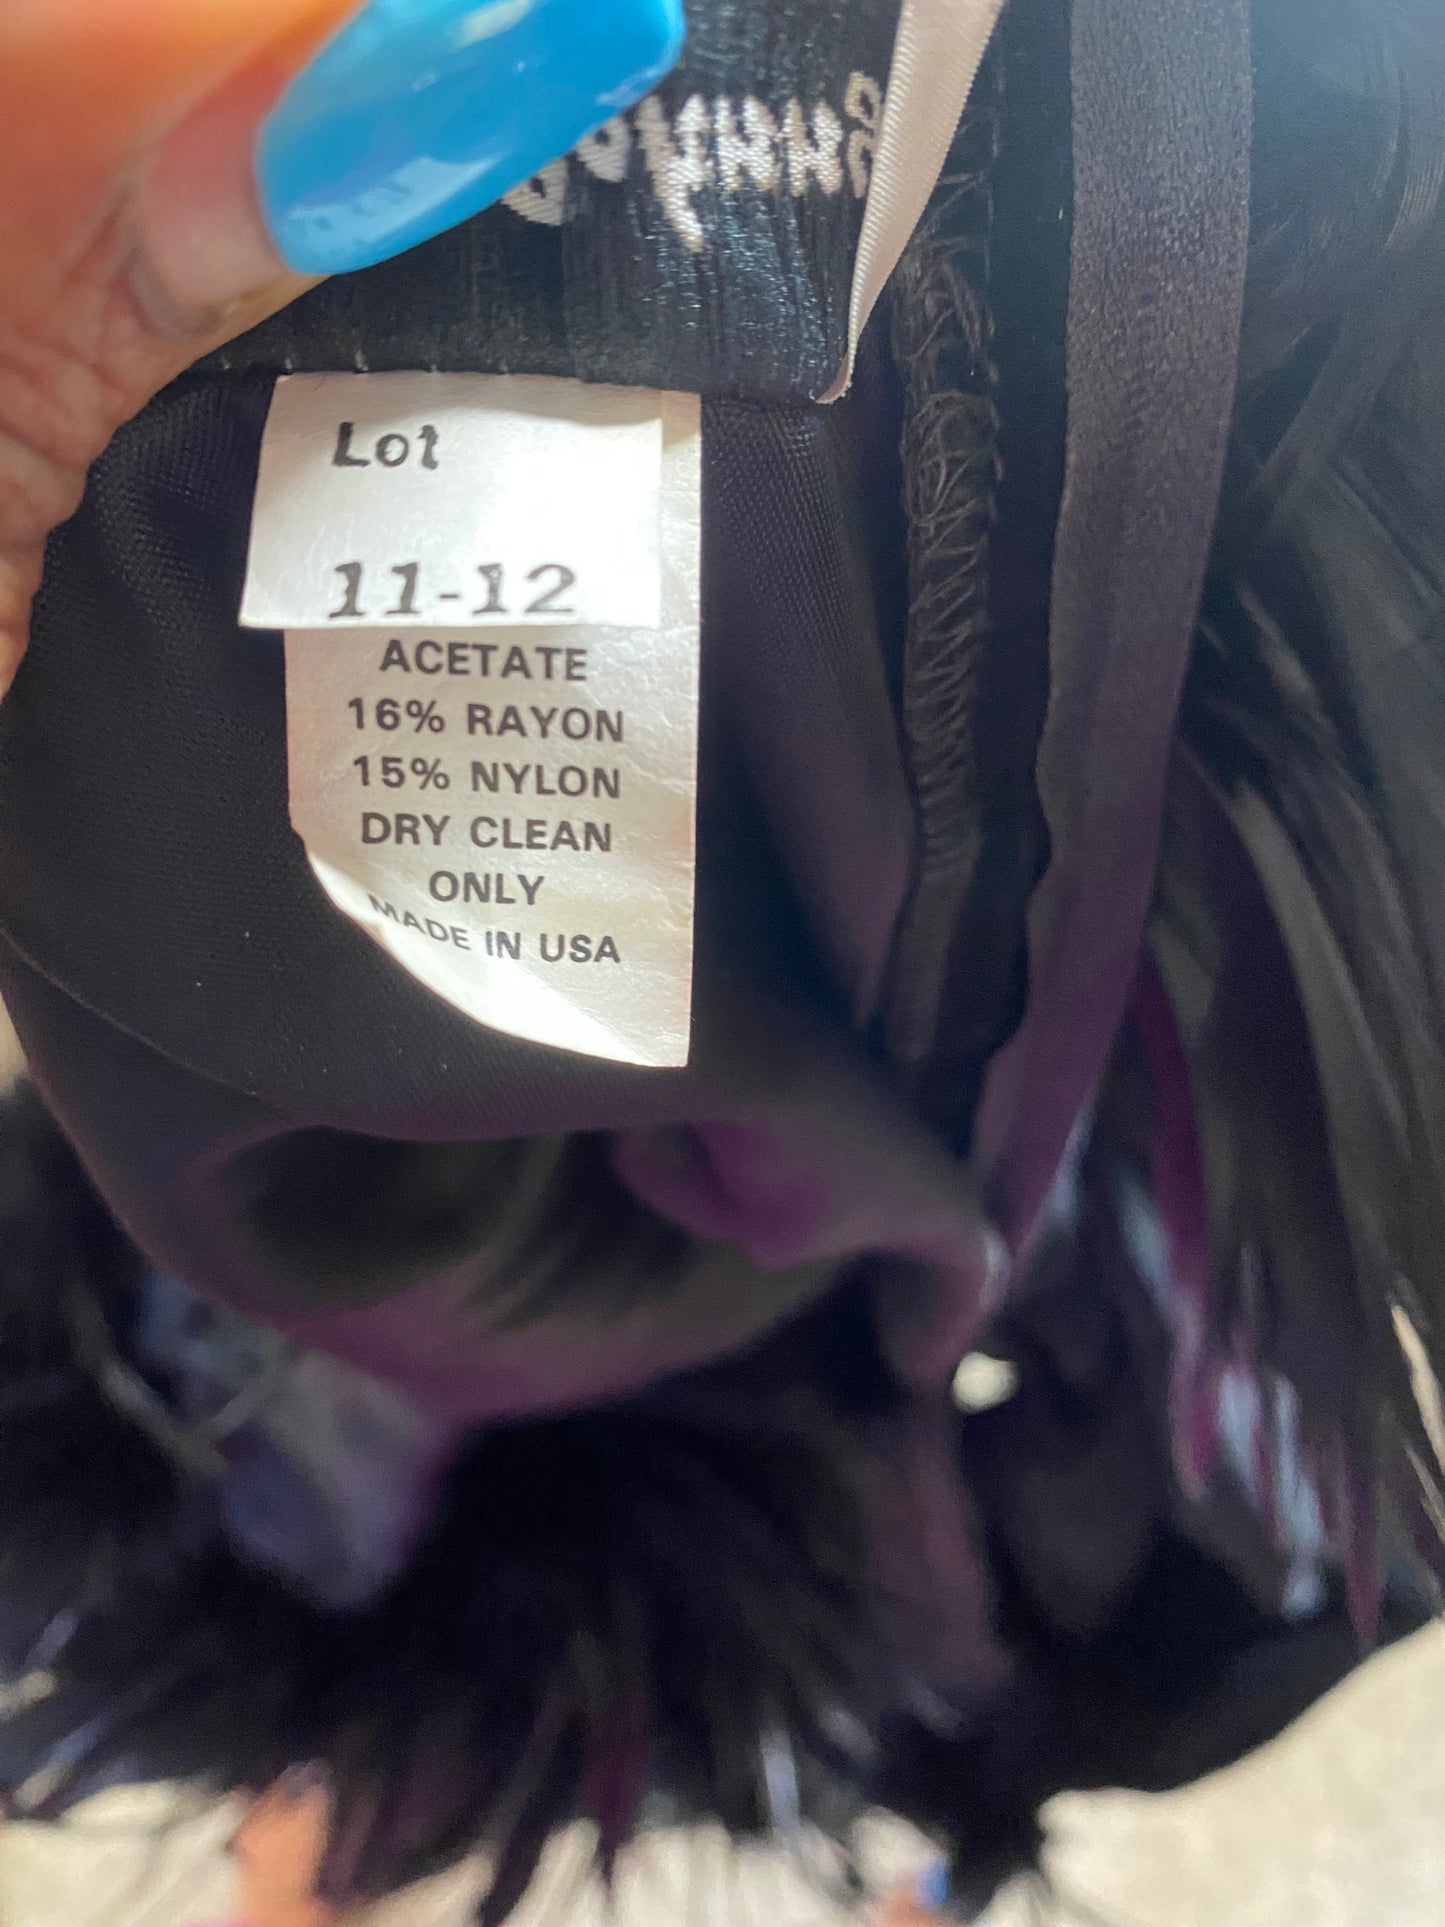 Lot
11-12
ACETATE
16% RAYON
15% NYLON
DRY CLEAN
ONLY
MADE IN USA